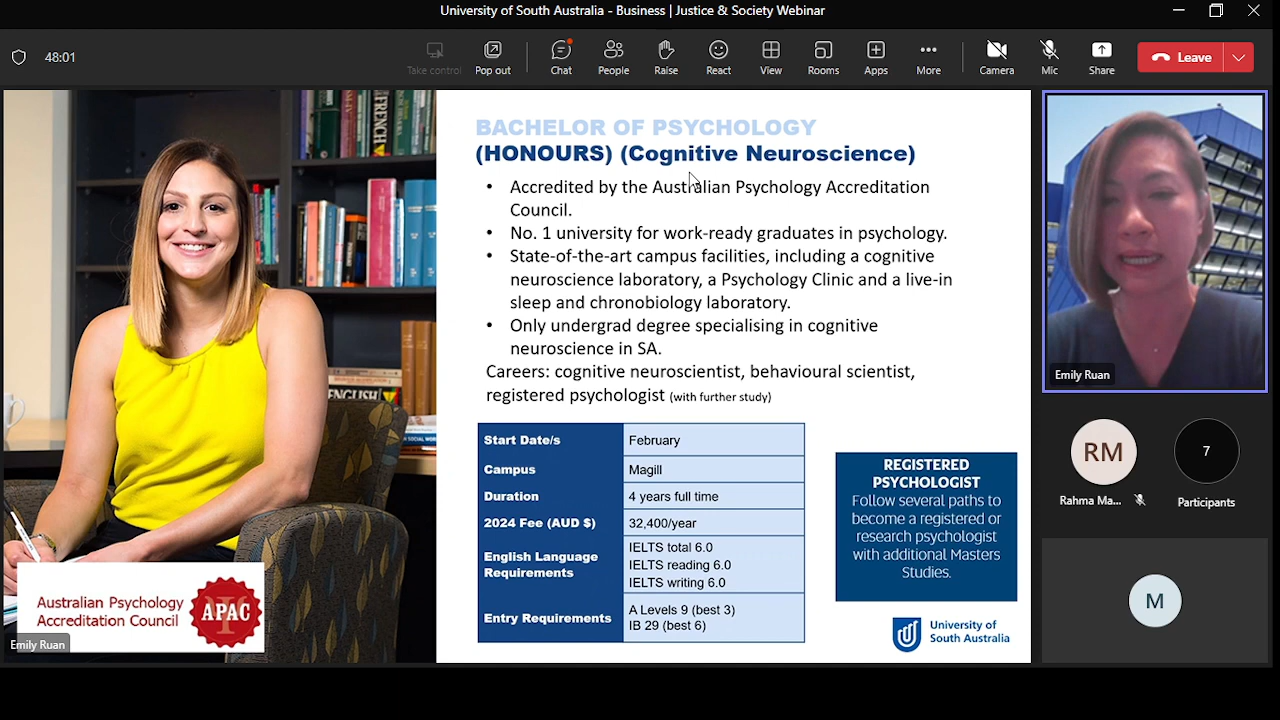 University of South Australia - Business | Justice & Society Webinar
48:01
Take control
Pop out
Chat
People
Raise
React
View
Rooms
Apps
More
Camera
Mic
Share
Leave
FRENCH
ENGLISH
SOCIAL WORK
BACHELOR OF PSYCHOLOGY
(HONOURS) (Cognitive Neuroscience)
• Accredited by the Australian Psychology Accreditation
Council.
• No. 1 university for work-ready graduates in psychology.
• State-of-the-art campus facilities, including a cognitive
neuroscience laboratory, a Psychology Clinic and a live-in
sleep and chronobiology laboratory.
• Only undergrad degree specialising in cognitive
neuroscience in SA.
Careers: cognitive neuroscientist, behavioural scientist,
registered psychologist (with further study)
Start Date/s February
Campus Magill
Duration 4 years full time
2024 Fee (AUD $) 32,400/year
English Language
Requirements
IELTS total 6.0
IELTS reading 6.0
IELTS writing 6.0
Entry Requirements
A Levels 9 (best 3)
IB 29 (best 6)
REGISTERED
PSYCHOLOGIST
Follow several paths to
become a registered or
research psychologist
with additional Masters
Studies.
University of
South Australia
Australian Psychology
Accreditation Council
APAC
Emily Ruan
Emily Ruan
RM
Rahma Ma...
7
Participants
M